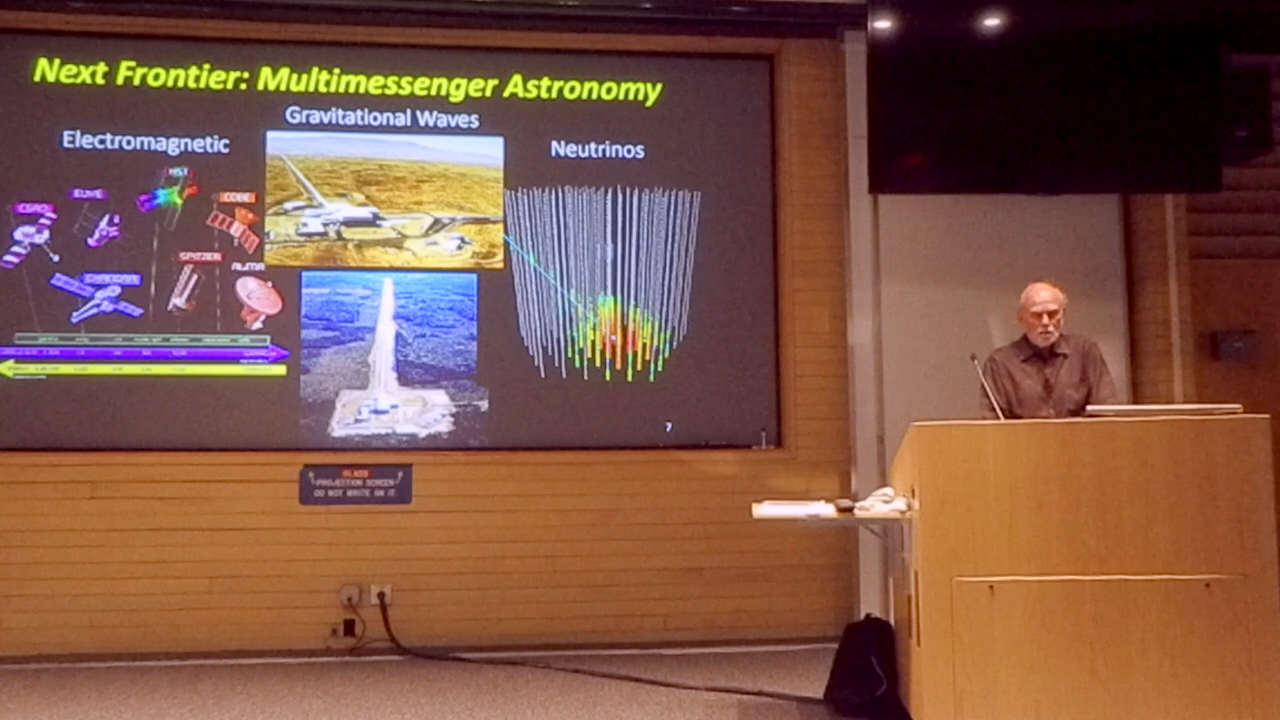 Next Frontier: Multimessenger Astronomy
Gravitational Waves
Electromagnetic
Neutrinos
HST
EUVE
COBE
CGRO
SPITZER
ALMA
CHANDRA
7
GLASS
PROJECTION SCREEN
DO NOT WRITE ON IT